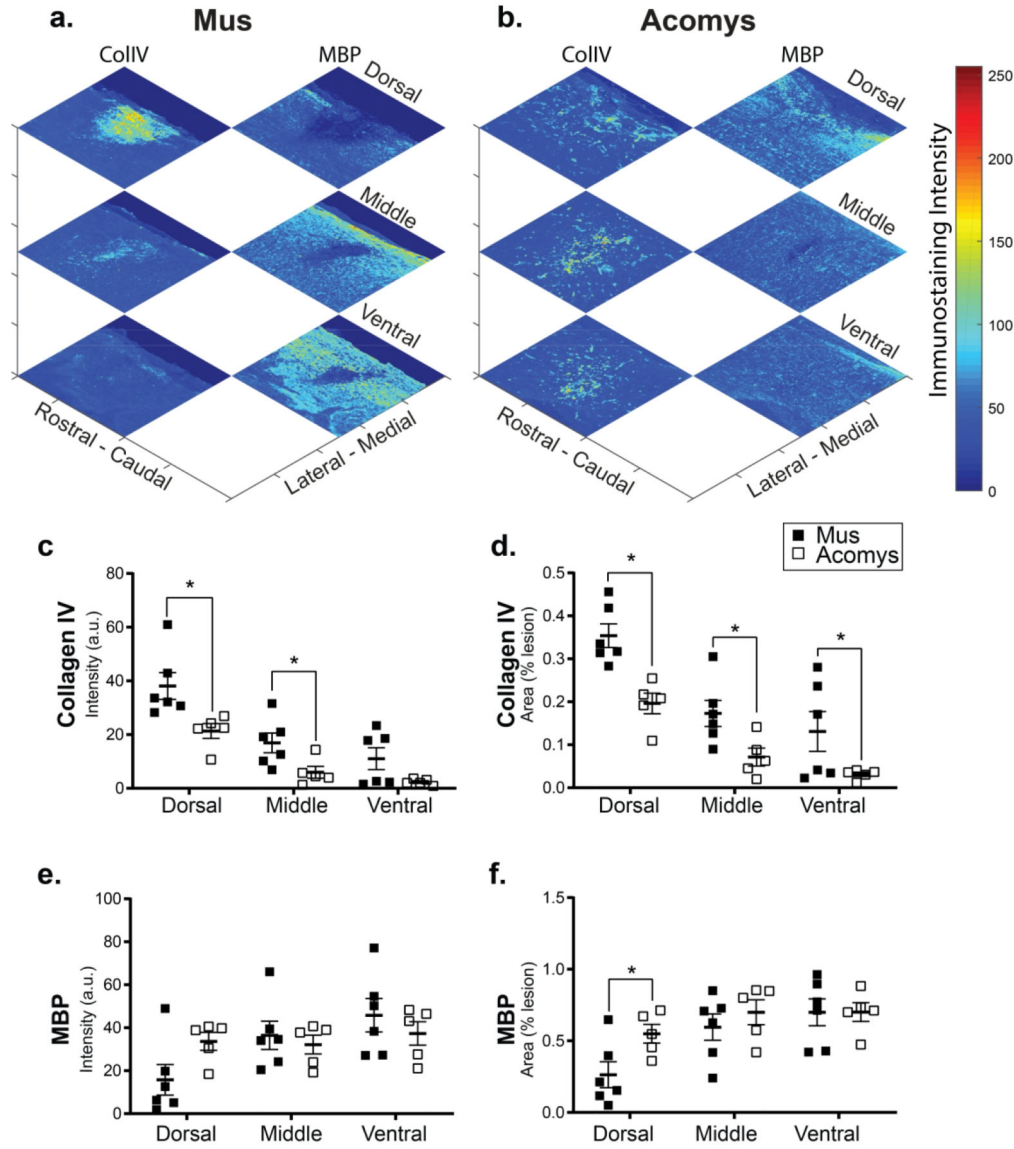 a.
Mus
b.
Acomys
ColIV
MBP
Dorsal
Middle
Ventral
Rostral - Caudal
Lateral - Medial
ColIV
MBP
Dorsal
Middle
Ventral
Rostral - Caudal
Lateral - Medial
250
200
150
100
50
0
Immunostaining Intensity
c
Collagen IV
Intensity (a.u.)
80
60
40
20
0
*
*
Dorsal Middle Ventral
d.
Mus
Acomys
Collagen IV
Area (% lesion)
0.5
0.4
0.3
0.2
0.1
0.0
*
*
*
Dorsal Middle Ventral
e.
MBP
Intensity (a.u.)
100
80
60
40
20
0
Dorsal Middle Ventral
f.
MBP
Area (% lesion)
1.5
1.0
0.5
0.0
*
Dorsal Middle Ventral